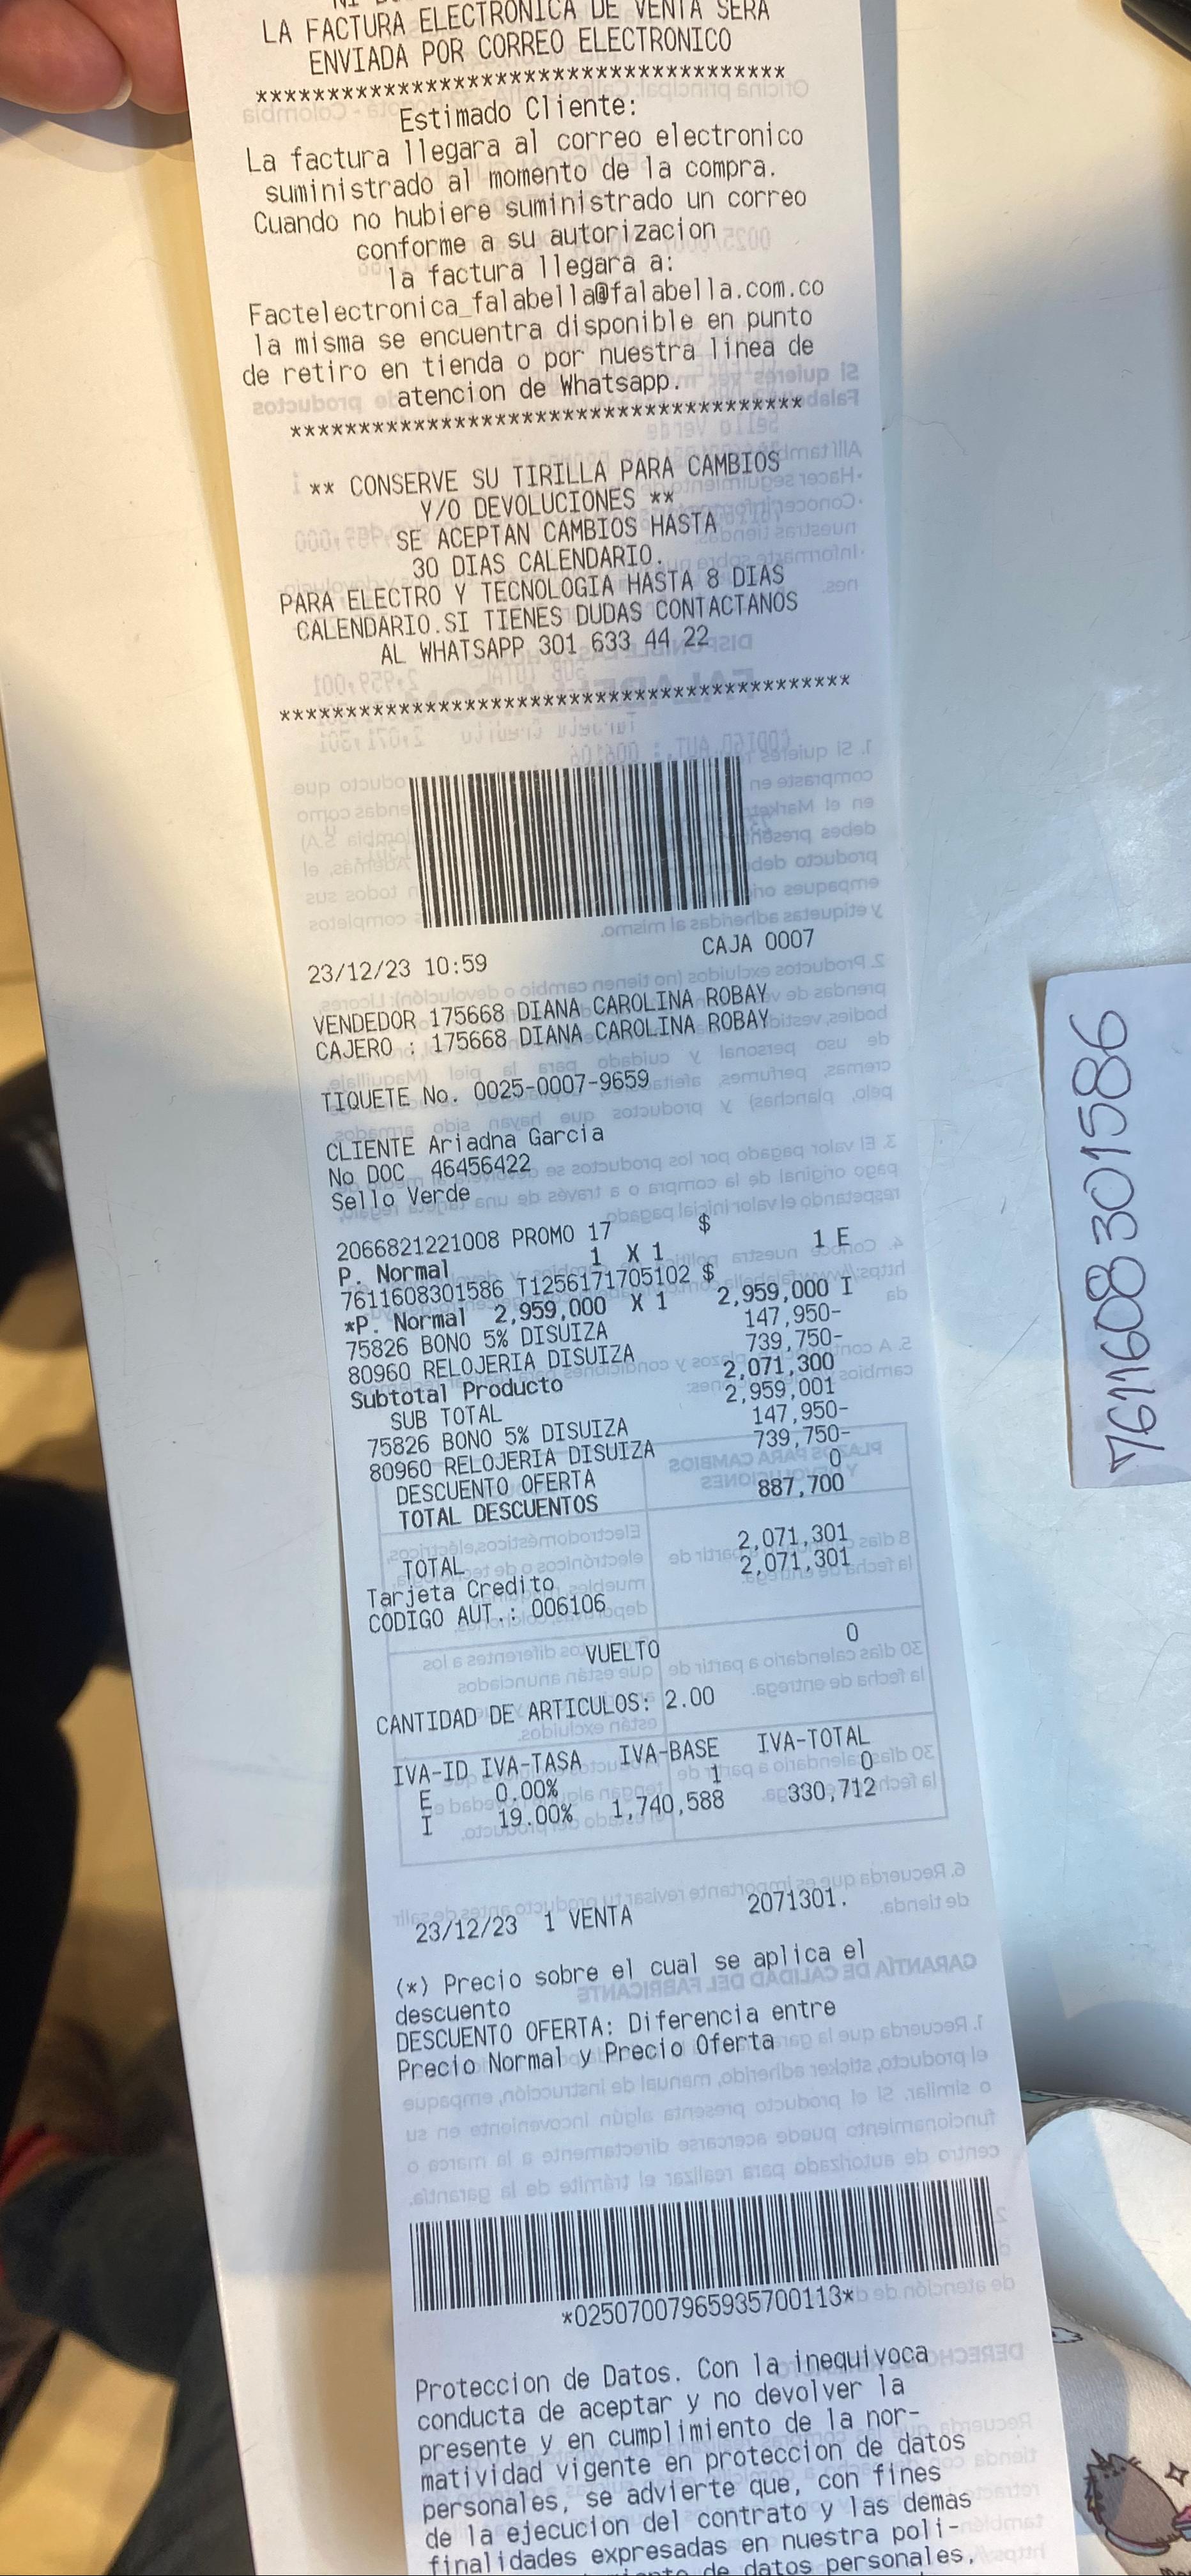 LA FACTURA ELECTRONICA DE VENTA SERA
ENVIADA POR CORREO ELECTRONICO
*************************************
Estimado Cliente:
La factura llegara al correo electronico
suministrado al momento de la compra.
Cuando no hubiere suministrado un correo
conforme a su autorizacion
la factura llegara a:
Factelectronica_falabella@falabella.com.co
la misma se encuentra disponible en punto
de retiro en tienda o por nuestra linea de
atencion de Whatsapp.
*************************************
** CONSERVE SU TIRILLA PARA CAMBIOS
Y/O DEVOLUCIONES **
SE ACEPTAN CAMBIOS HASTA
30 DIAS CALENDARIO.
PARA ELECTRO Y TECNOLOGIA HASTA 8 DIAS
CALENDARIO.SI TIENES DUDAS CONTACTANOS
AL WHATSAPP 301 633 44 22
******************************************
23/12/23 10:59 CAJA 0007
VENDEDOR 175668 DIANA CAROLINA ROBAY
CAJERO : 175668 DIANA CAROLINA ROBAY
TIQUETE No. 0025-0007-9659
CLIENTE Ariadna Garcia
No DOC 46456422
Sello Verde
2066821221008 PROMO 17 $
P. Normal 1 X 1 1 E
7611608301586 T1256171705102 $
*P. Normal 2,959,000 X 1 2,959,000 I
75826 BONO 5% DISUIZA 147,950-
80960 RELOJERIA DISUIZA 739,750-
Subtotal Producto 2,071,300
SUB TOTAL 2,959,001
75826 BONO 5% DISUIZA 147,950-
80960 RELOJERIA DISUIZA 739,750-
DESCUENTO OFERTA 0
TOTAL DESCUENTOS 887,700
TOTAL 2,071,301
Tarjeta Credito 2,071,301
CODIGO AUT.: 006106
VUELTO 0
CANTIDAD DE ARTICULOS: 2.00
IVA-ID IVA-TASA IVA-BASE IVA-TOTAL
E 0.00% 1 0
I 19.00% 1,740,588 330,712
23/12/23 1 VENTA 2071301.
(*) Precio sobre el cual se aplica el
descuento
DESCUENTO OFERTA: Diferencia entre
Precio Normal y Precio Oferta
*02507007965935700113*
Proteccion de Datos. Con la inequivoca
conducta de aceptar y no devolver la
presente y en cumplimiento de la nor-
matividad vigente en proteccion de datos
personales, se advierte que, con fines
de la ejecucion del contrato y las demas
finalidades expresadas en nuestra poli-
de datos personales,
7611608301586